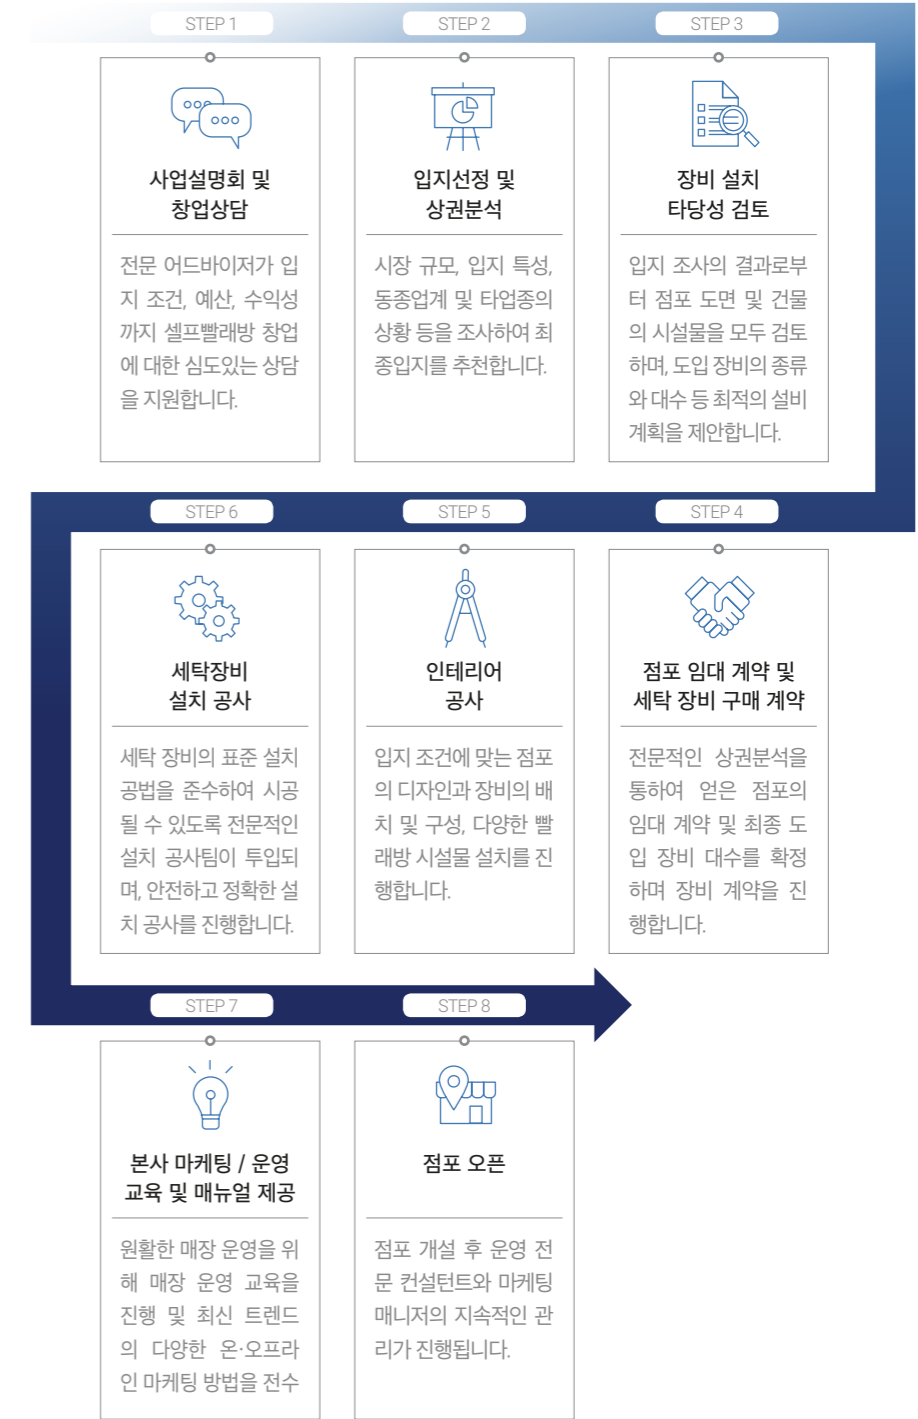 STEP 1
사업설명회 및
창업상담
전문 어드바이저가 입
지 조건, 예산, 수익성
까지 셀프빨래방 창업
에 대한 심도있는 상담
을 지원합니다.
STEP 2
입지선정 및
상권분석
시장 규모, 입지 특성,
동종업계 및 타업종의
상황 등을 조사하여 최
종입지를 추천합니다.
STEP 3
장비 설치
타당성 검토
입지 조사의 결과로부
터 점포 도면 및 건물
의 시설물을 모두 검토
하며, 도입 장비의 종류
와 대수 등 최적의 설비
계획을 제안합니다.
STEP 4
점포 임대 계약 및
세탁 장비 구매 계약
전문적인 상권분석을
통하여 얻은 점포의
임대 계약 및 최종 도
입 장비 대수를 확정
하며 장비 계약을 진
행합니다.
STEP 5
인테리어
공사
입지 조건에 맞는 점포
의 디자인과 장비의 배
치 및 구성, 다양한 빨
래방 시설물 설치를 진
행합니다.
STEP 6
세탁장비
설치 공사
세탁 장비의 표준 설치
공법을 준수하여 시공
될 수 있도록 전문적인
설치 공사팀이 투입되
며, 안전하고 정확한 설
치 공사를 진행합니다.
STEP 7
본사 마케팅 / 운영
교육 및 매뉴얼 제공
원활한 매장 운영을 위
해 매장 운영 교육을
진행 및 최신 트렌드
의 다양한 온·오프라
인 마케팅 방법을 전수
STEP 8
점포 오픈
점포 개설 후 운영 전
문 컨설턴트와 마케팅
매니저의 지속적인 관
리가 진행됩니다.